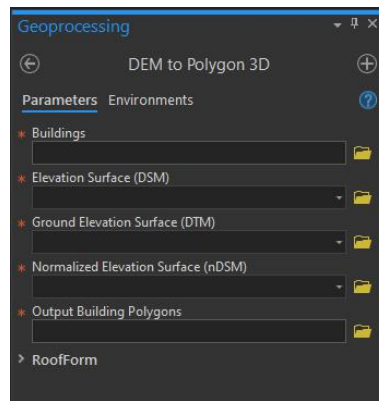 Geoprocessing
DEM to Polygon 3D
Parameters Environments
* Buildings
* Elevation Surface (DSM)
* Ground Elevation Surface (DTM)
* Normalized Elevation Surface (nDSM)
* Output Building Polygons
> RoofForm